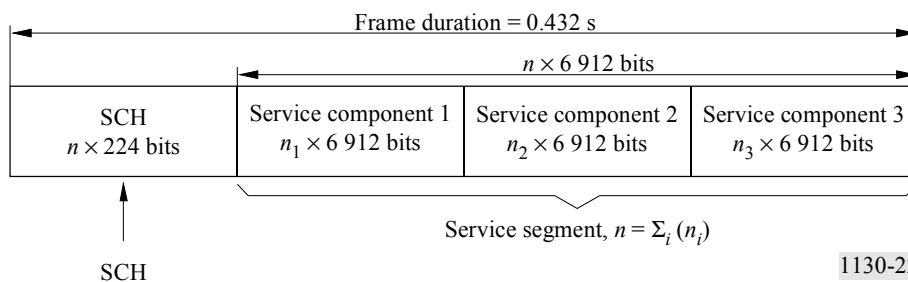 Frame duration = 0.432 s
n × 6 912 bits
SCH
n × 224 bits
Service component 1
n₁ × 6 912 bits
Service component 2
n₂ × 6 912 bits
Service component 3
n₃ × 6 912 bits
Service segment, n = Σᵢ (nᵢ)
SCH